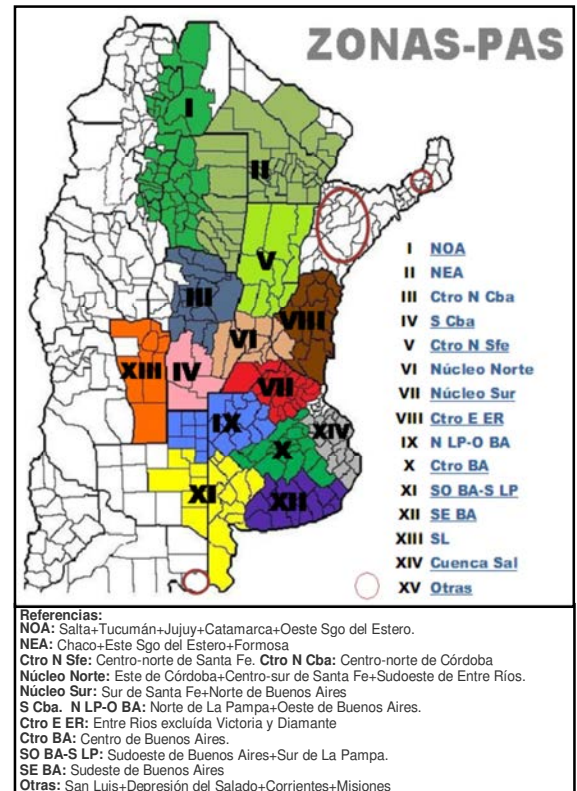 ZONAS-PAS
I
II
V
III
VIII
VI
XIII
IV
VII
IX
XIV
X
XI
XII
I NOA
II NEA
III Ctro N Cba
IV S Cba
V Ctro N Sfe
VI Núcleo Norte
VII Núcleo Sur
VIII Ctro E ER
IX N LP-O BA
X Ctro BA
XI SO BA-S LP
XII SE BA
XIII SL
XIV Cuenca Sal
XV Otras
Referencias:
NOA: Salta+Tucumán+Jujuy+Catamarca+Oeste Sgo del Estero.
NEA: Chaco+Este Sgo del Estero+Formosa
Ctro N Sfe: Centro-norte de Santa Fe. Ctro N Cba: Centro-norte de Córdoba
Núcleo Norte: Este de Córdoba+Centro-sur de Santa Fe+Sudoeste de Entre Ríos.
Núcleo Sur: Sur de Santa Fe+Norte de Buenos Aires
S Cba. N LP-O BA: Norte de La Pampa+Oeste de Buenos Aires.
Ctro E ER: Entre Rios excluída Victoria y Diamante
Ctro BA: Centro de Buenos Aires.
SO BA-S LP: Sudoeste de Buenos Aires+Sur de La Pampa.
SE BA: Sudeste de Buenos Aires
Otras: San Luis+Depresión del Salado+Corrientes+Misiones